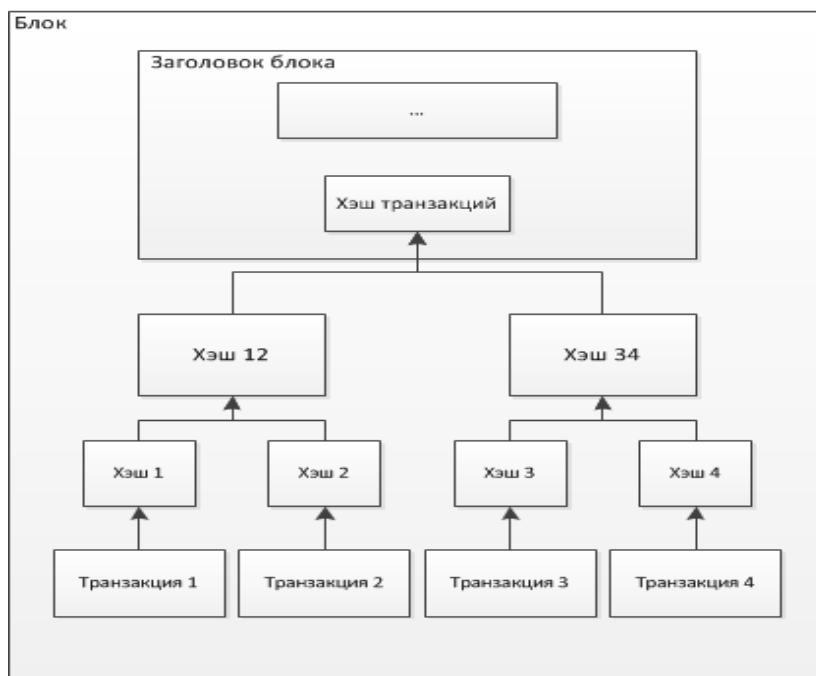 Блок
Заголовок блока
...
Хэш транзакций
Хэш 12
Хэш 34
Хэш 1
Хэш 2
Хэш 3
Хэш 4
Транзакция 1
Транзакция 2
Транзакция 3
Транзакция 4